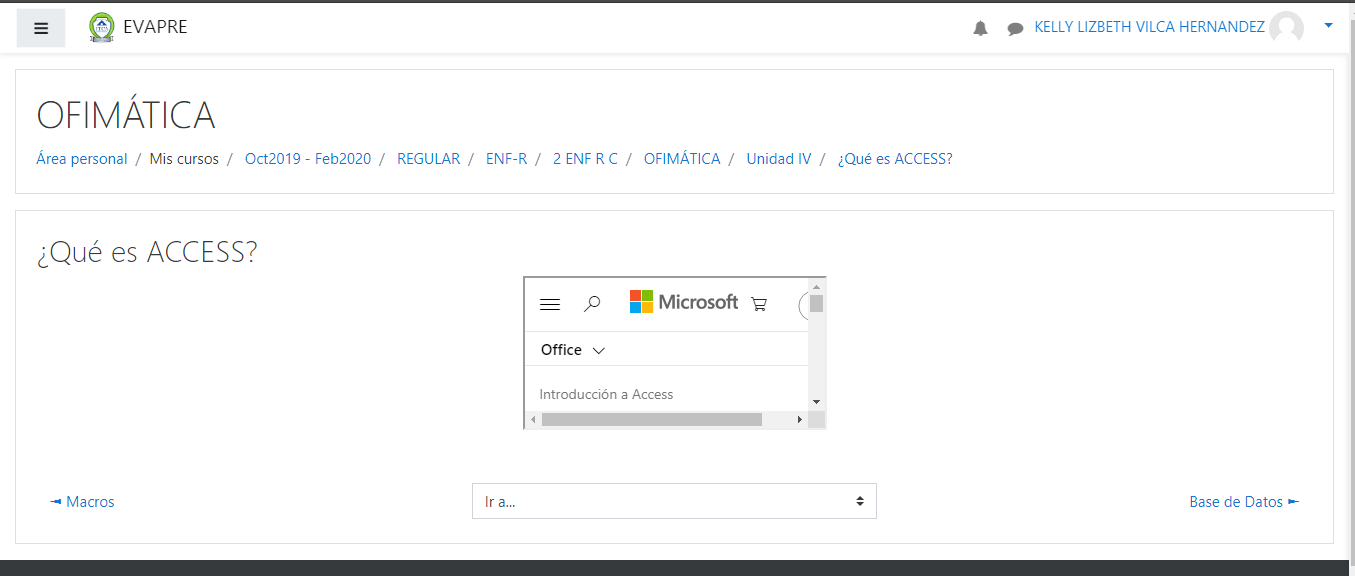 EVAPRE
KELLY LIZBETH VILCA HERNANDEZ
OFIMÁTICA
Área personal / Mis cursos / Oct2019 - Feb2020 / REGULAR / ENF-R / 2 ENF R C / OFIMÁTICA / Unidad IV / ¿Qué es ACCESS?
¿Qué es ACCESS?
Microsoft
Office
Introducción a Access
◄ Macros
Ir a...
Base de Datos ►